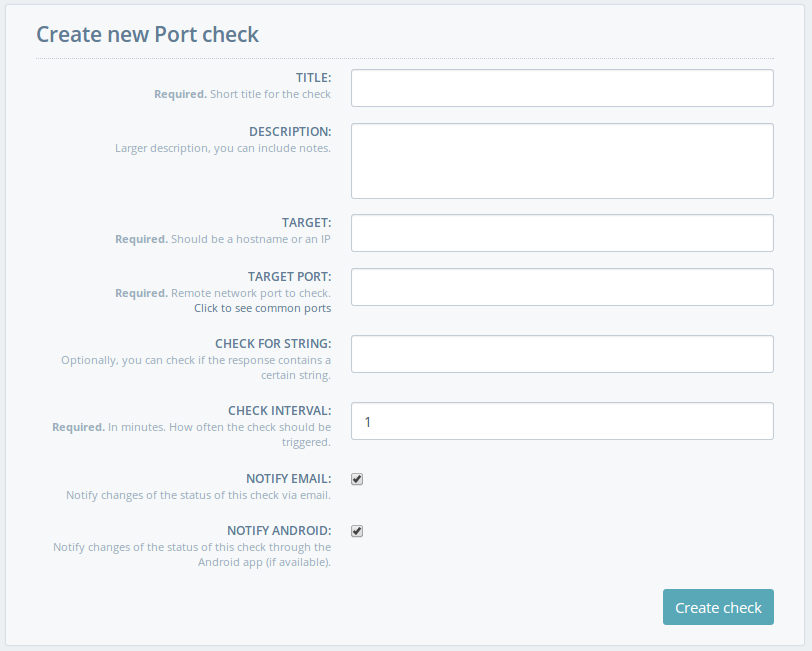 Create new Port check
TITLE:
Required. Short title for the check
DESCRIPTION:
Larger description, you can include notes.
TARGET:
Required. Should be a hostname or an IP
TARGET PORT:
Required. Remote network port to check.
Click to see common ports
CHECK FOR STRING:
Optionally, you can check if the response contains a
certain string.
CHECK INTERVAL:
Required. In minutes. How often the check should be
triggered.
1
NOTIFY EMAIL:
Notify changes of the status of this check via email.
NOTIFY ANDROID:
Notify changes of the status of this check through the
Android app (if available).
Create check